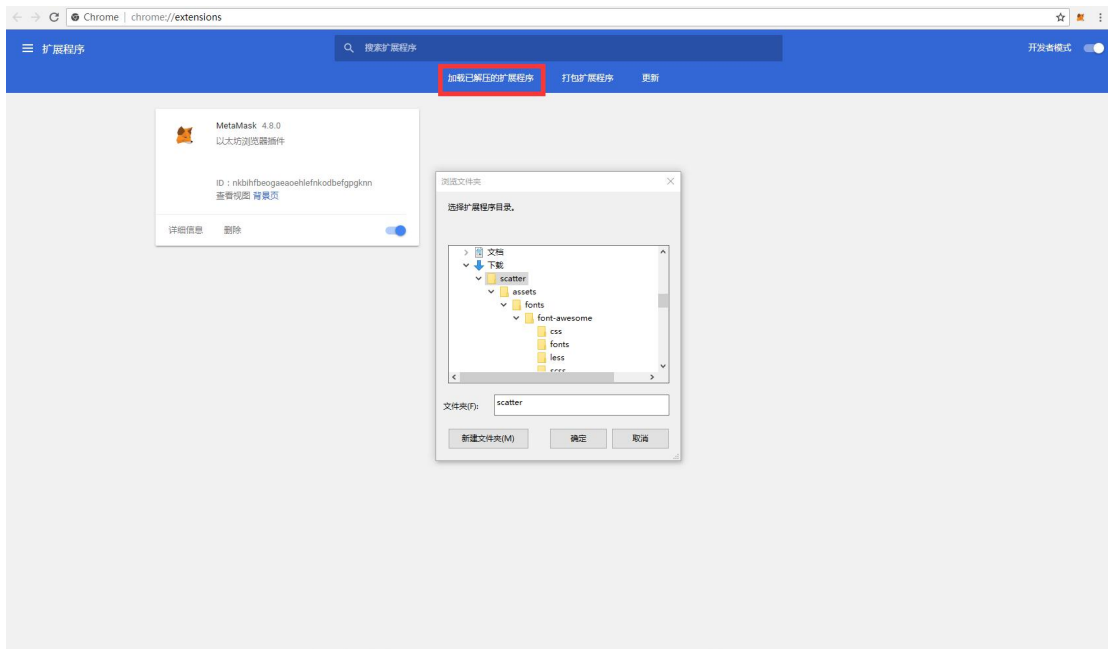 Chrome | chrome://extensions
扩展程序
搜索扩展程序
开发者模式
加载已解压的扩展程序 打包扩展程序 更新
MetaMask 4.8.0
以太坊浏览器插件
ID：nkbihfbeogaeaoehlefnkodbefgpgknn
查看视图 背景页
详细信息 删除
浏览文件夹
选择扩展程序目录。
文档
下载
scatter
assets
fonts
font-awesome
css
fonts
less
scss
文件夹(F): scatter
新建文件夹(M) 确定 取消